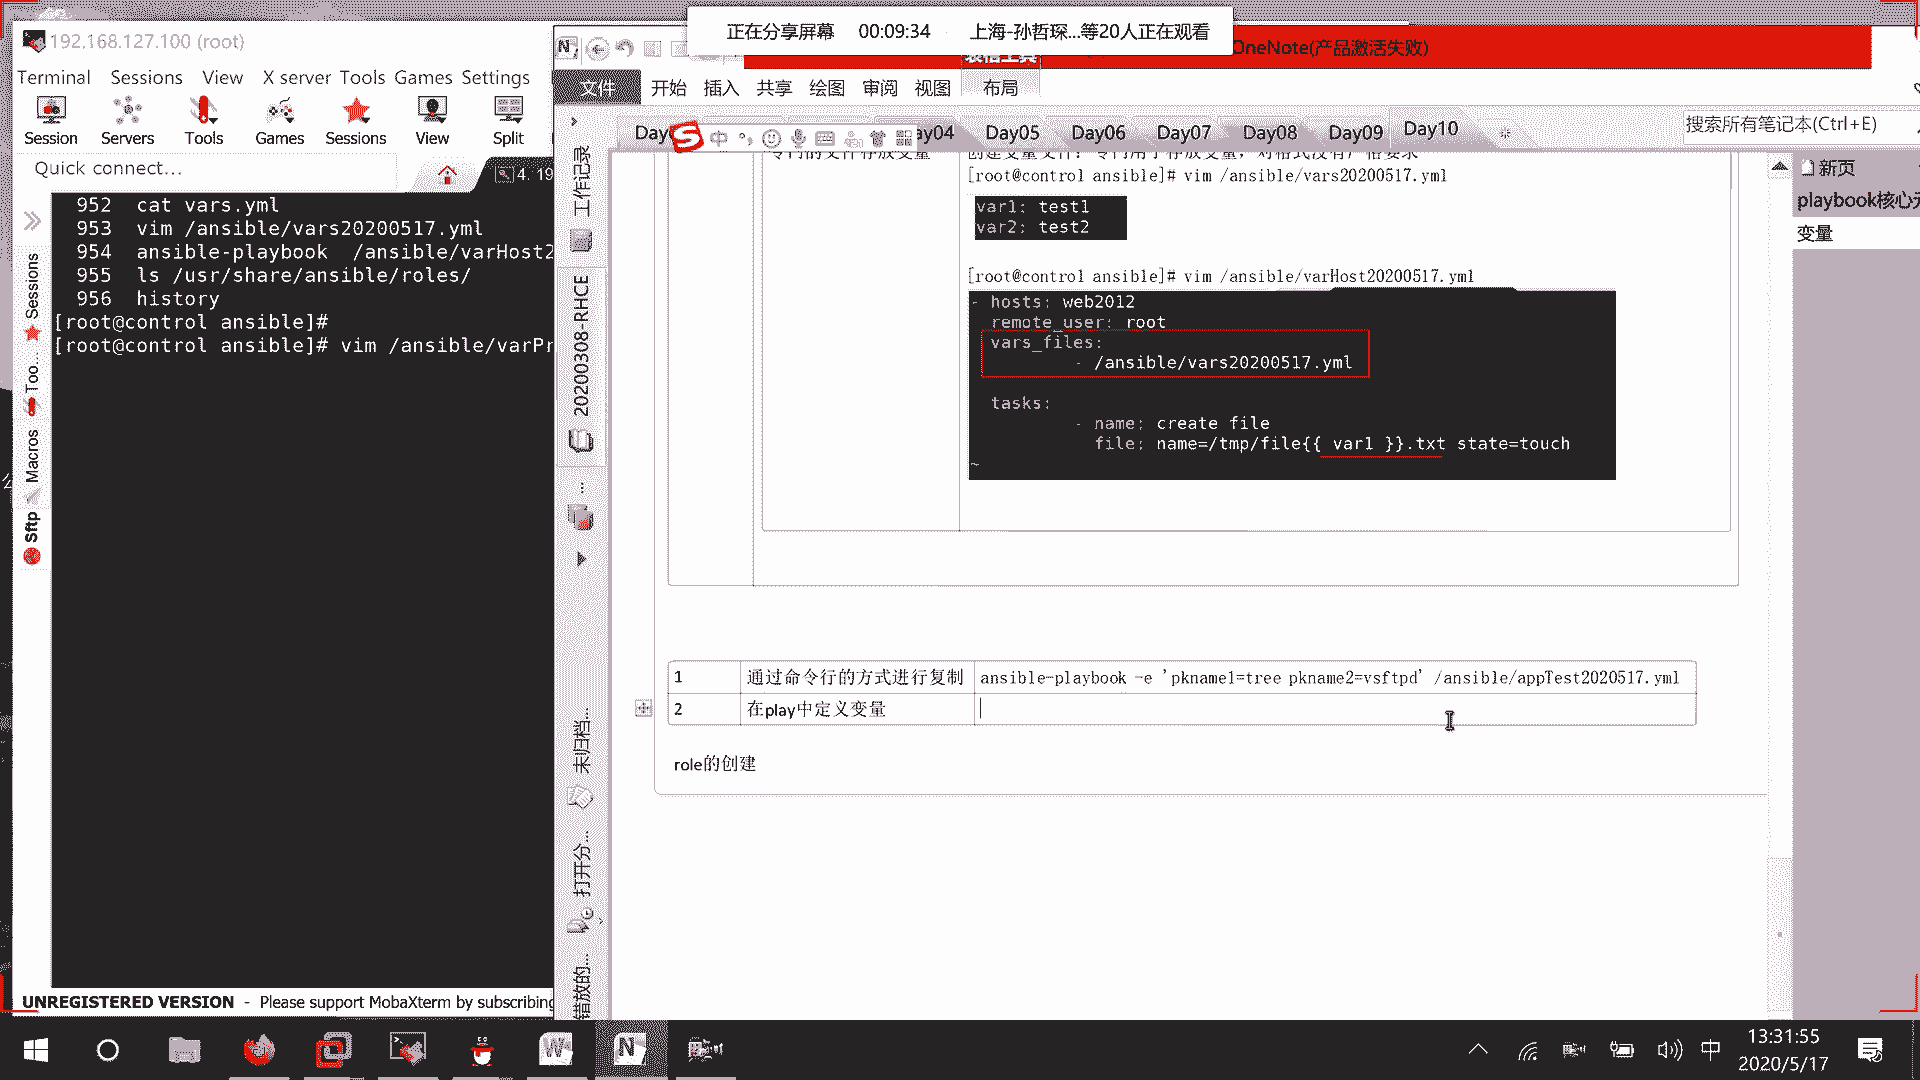 正在分享屏幕 00:09:34 上海-孙哲琛...等20人正在观看
192.168.127.100 (root)
OneNote(产品激活失败)
Terminal Sessions View X server Tools Games Settings
Session Servers Tools Games Sessions View Split
Quick connect...
4. 19
952 cat vars.yml
953 vim /ansible/vars20200517.yml
954 ansible-playbook /ansible/varHost2
955 ls /usr/share/ansible/roles/
956 history
[root@control ansible]#
[root@control ansible]# vim /ansible/varPr
Sessions
Too...
Macros
Sftp
UNREGISTERED VERSION - Please support MobaXterm by subscribing
文件 开始 插入 共享 绘图 审阅 视图 布局
Day 中 ay04 Day05 Day06 Day07 Day08 Day09 Day10
搜索所有笔记本(Ctrl+E)
工作记录
20200308-RHCE
未归档...
打开分...
错放的...
[root@control ansible]# vim /ansible/vars20200517.yml
var1: test1
var2: test2
[root@control ansible]# vim /ansible/varHost20200517.yml
- hosts: web2012
remote_user: root
vars_files:
- /ansible/vars20200517.yml
tasks:
- name: create file
file: name=/tmp/file{{ var1 }}.txt state=touch
~
1 通过命令行的方式进行复制 ansible-playbook -e 'pkname1=tree pkname2=vsftpd' /ansible/appTest2020517.yml
2 在play中定义变量
role的创建
新页
playbook核心元
变量
中
13:31:55
2020/5/17